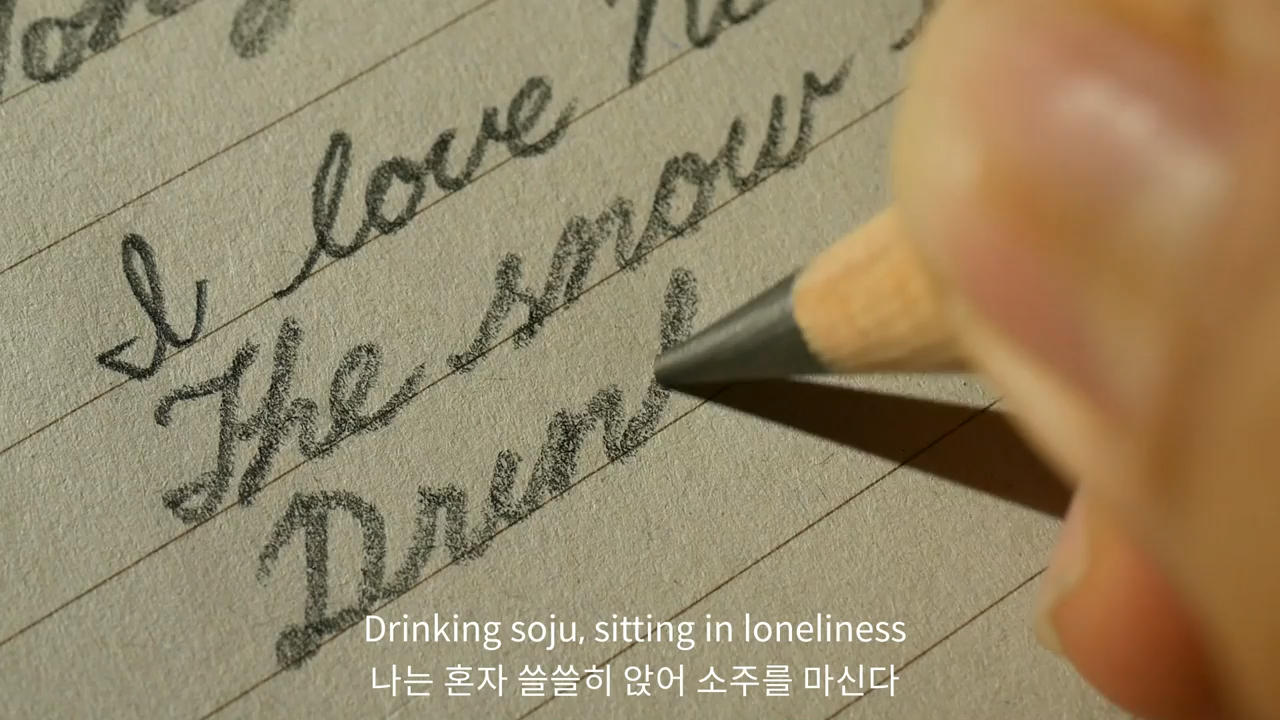 I love
The snow
Drenl
Drinking soju, sitting in loneliness
나는 혼자 쓸쓸히 앉어 소주를 마신다